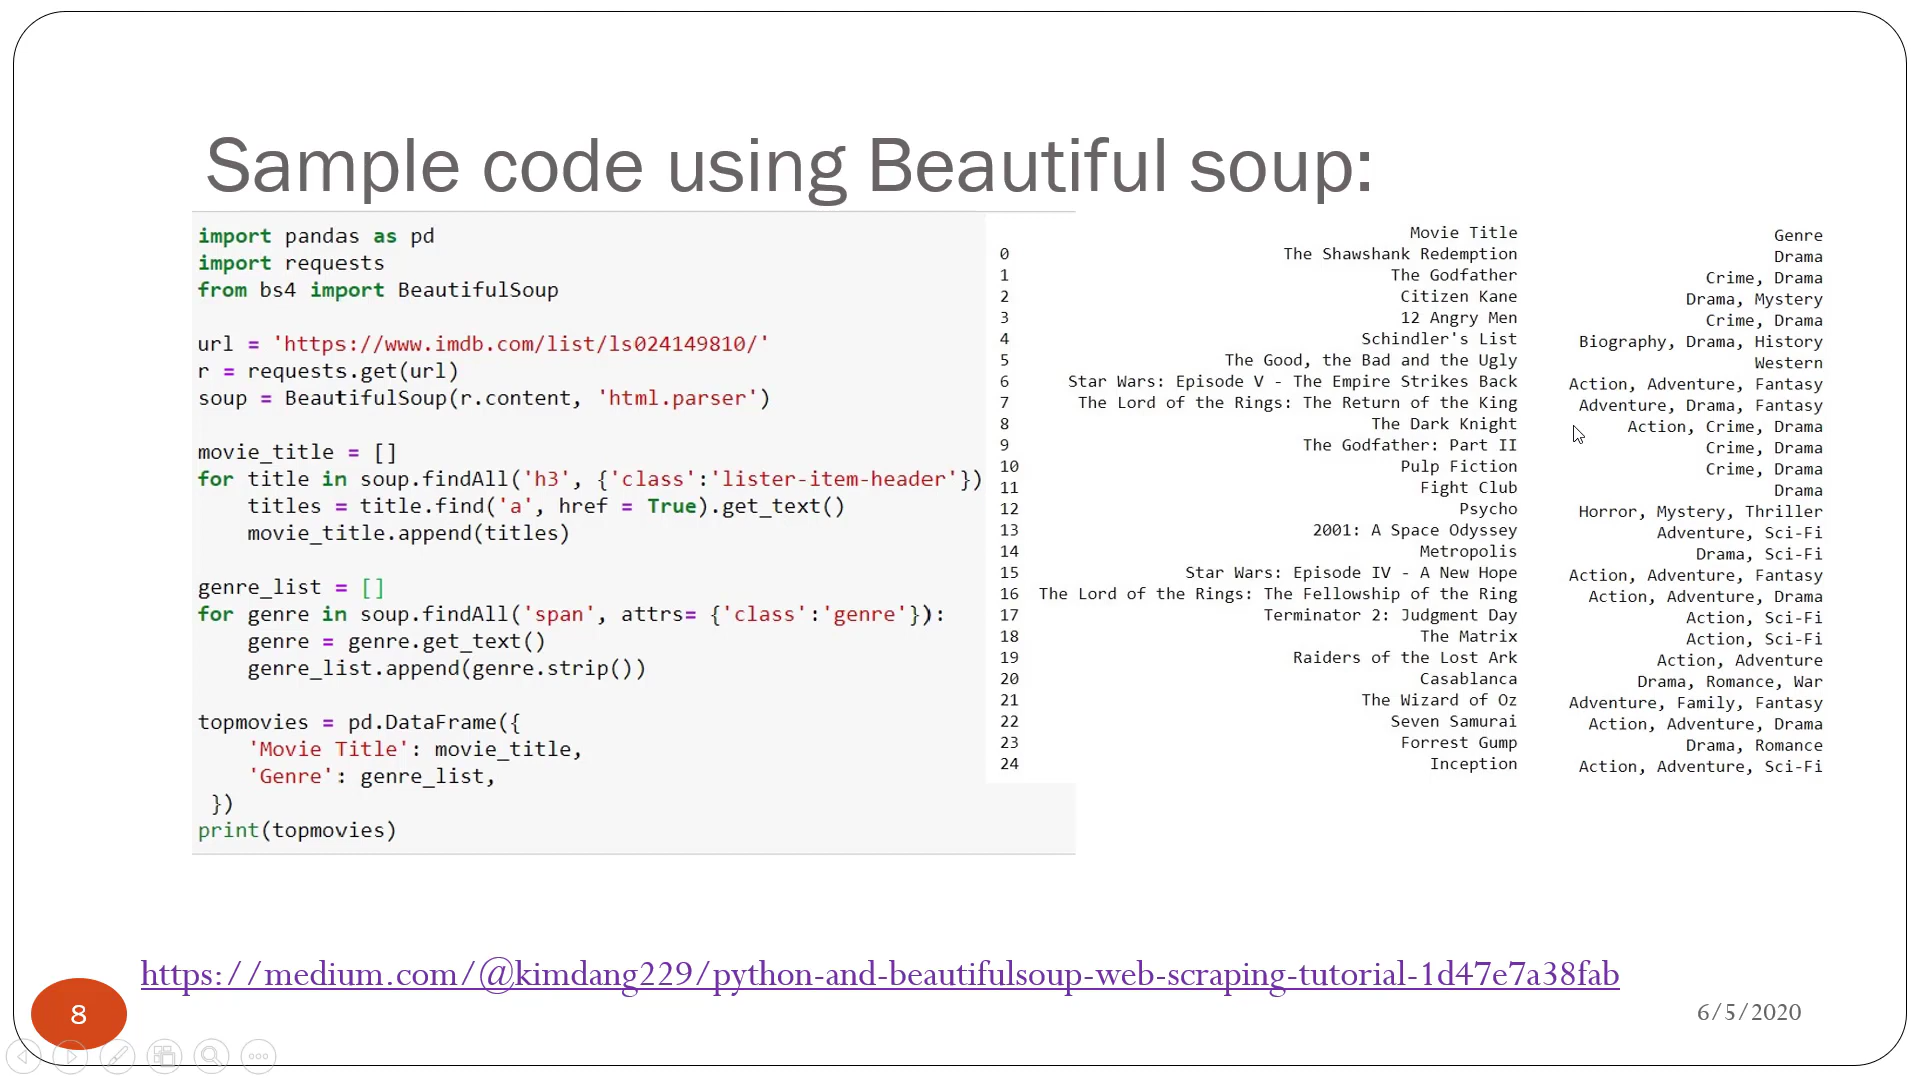 Sample code using Beautiful soup:
import pandas as pd
import requests
from bs4 import BeautifulSoup
url = 'https://www.imdb.com/list/ls024149810/'
r = requests.get(url)
soup = BeautifulSoup(r.content, 'html.parser')
movie_title = []
for title in soup.findAll('h3', {'class':'lister-item-header'})
    titles = title.find('a', href = True).get_text()
    movie_title.append(titles)
genre_list = []
for genre in soup.findAll('span', attrs= {'class':'genre'}):
    genre = genre.get_text()
    genre_list.append(genre.strip())
topmovies = pd.DataFrame({
    'Movie Title': movie_title,
    'Genre': genre_list,
 })
print(topmovies)
Movie Title Genre
0 The Shawshank Redemption Drama
1 The Godfather Crime, Drama
2 Citizen Kane Drama, Mystery
3 12 Angry Men Crime, Drama
4 Schindler's List Biography, Drama, History
5 The Good, the Bad and the Ugly Western
6 Star Wars: Episode V - The Empire Strikes Back Action, Adventure, Fantasy
7 The Lord of the Rings: The Return of the King Adventure, Drama, Fantasy
8 The Dark Knight Action, Crime, Drama
9 The Godfather: Part II Crime, Drama
10 Pulp Fiction Crime, Drama
11 Fight Club Drama
12 Psycho Horror, Mystery, Thriller
13 2001: A Space Odyssey Adventure, Sci-Fi
14 Metropolis Drama, Sci-Fi
15 Star Wars: Episode IV - A New Hope Action, Adventure, Fantasy
16 The Lord of the Rings: The Fellowship of the Ring Action, Adventure, Drama
17 Terminator 2: Judgment Day Action, Sci-Fi
18 The Matrix Action, Sci-Fi
19 Raiders of the Lost Ark Action, Adventure
20 Casablanca Drama, Romance, War
21 The Wizard of Oz Adventure, Family, Fantasy
22 Seven Samurai Action, Adventure, Drama
23 Forrest Gump Drama, Romance
24 Inception Action, Adventure, Sci-Fi
https://medium.com/@kimdang229/python-and-beautifulsoup-web-scraping-tutorial-1d47e7a38fab
8
6/5/2020